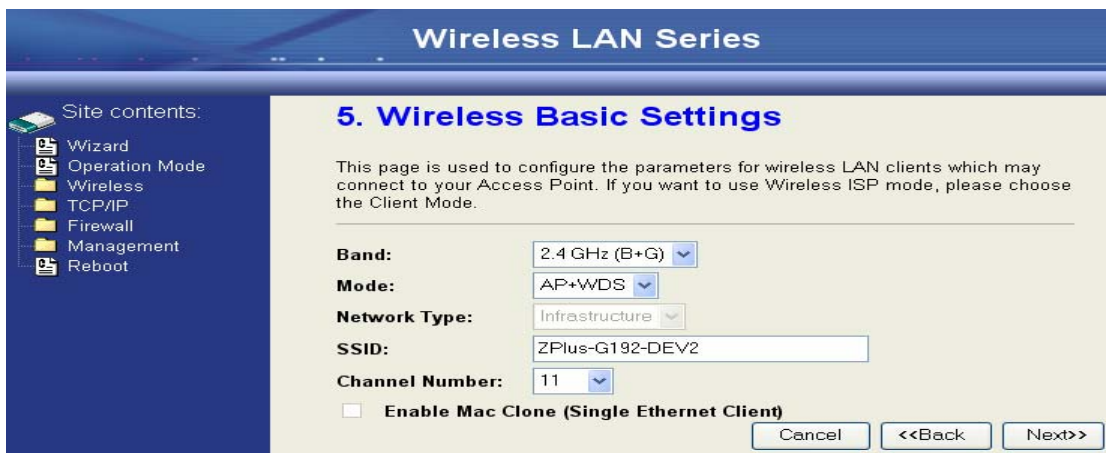 Wireless LAN Series
Site contents:
Wizard
Operation Mode
Wireless
TCP/IP
Firewall
Management
Reboot
5. Wireless Basic Settings
This page is used to configure the parameters for wireless LAN clients which may
connect to your Access Point. If you want to use Wireless ISP mode, please choose
the Client Mode.
Band: 2.4 GHz (B+G)
Mode: AP+WDS
Network Type: Infrastructure
SSID: ZPlus-G192-DEV2
Channel Number: 11
Enable Mac Clone (Single Ethernet Client)
Cancel <<Back Next>>